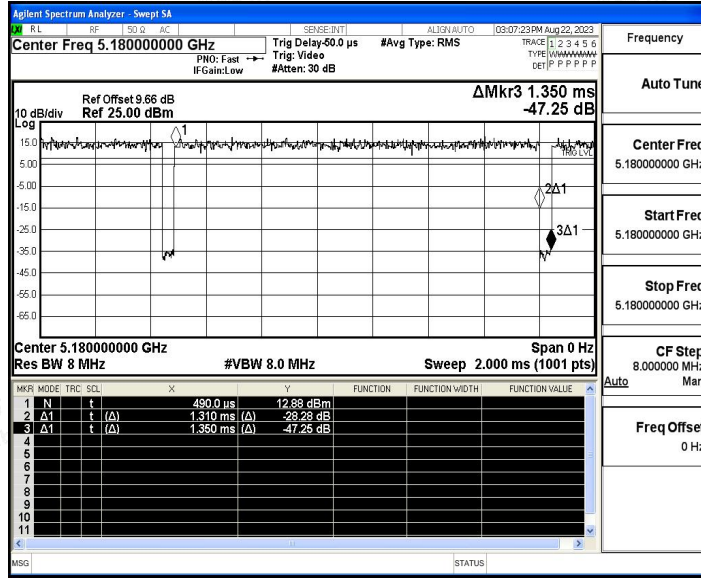 Agilent Spectrum Analyzer - Swept SA
LXI RL RF 50 Ω AC SENSE:INT ALIGN AUTO 03:07:23 PM Aug 22, 2023
Center Freq 5.180000000 GHz
PNO: Fast
IFGain:Low
Trig Delay-50.0 µs
Trig: Video
#Atten: 30 dB
#Avg Type: RMS
TRACE 1 2 3 4 5 6
TYPE WWWWWW
DET P P P P P P
ΔMkr3 1.350 ms
-47.25 dB
Ref Offset 9.66 dB
10 dB/div Ref 25.00 dBm
Log
15.0
5.00
-5.00
-15.0
-25.0
-35.0
-45.0
-55.0
-65.0
1
TRIG LVL
2Δ1
3Δ1
Center 5.180000000 GHz Span 0 Hz
Res BW 8 MHz #VBW 8.0 MHz Sweep 2.000 ms (1001 pts)
MKR MODE TRC SCL X Y FUNCTION FUNCTION WIDTH FUNCTION VALUE
1 N t 490.0 µs 12.88 dBm
2 Δ1 t (Δ) 1.310 ms (Δ) -28.28 dB
3 Δ1 t (Δ) 1.350 ms (Δ) -47.25 dB
4
5
6
7
8
9
10
11
MSG STATUS
Frequency
Auto Tune
Center Freq
5.180000000 GHz
Start Freq
5.180000000 GHz
Stop Freq
5.180000000 GHz
CF Step
8.000000 MHz
Auto Man
Freq Offset
0 Hz